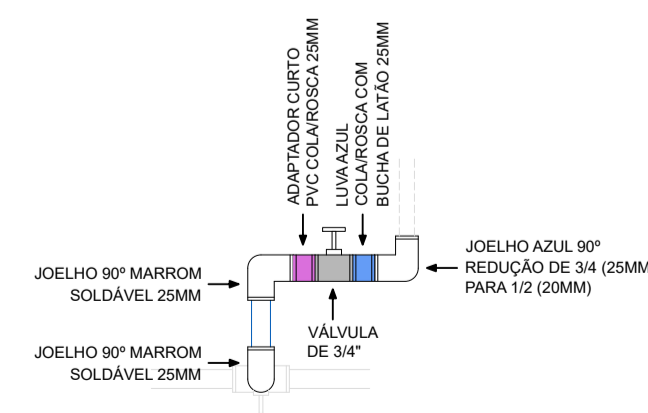 ADAPTADOR CURTO
PVC COLA/ROSCA 25MM
LUVA AZUL
COLA/ROSCA COM
BUCHA DE LATÃO 25MM
JOELHO AZUL 90º
REDUÇÃO DE 3/4 (25MM
PARA 1/2 (20MM)
JOELHO 90º MARROM
SOLDÁVEL 25MM
VÁLVULA
DE 3/4"
JOELHO 90º MARROM
SOLDÁVEL 25MM